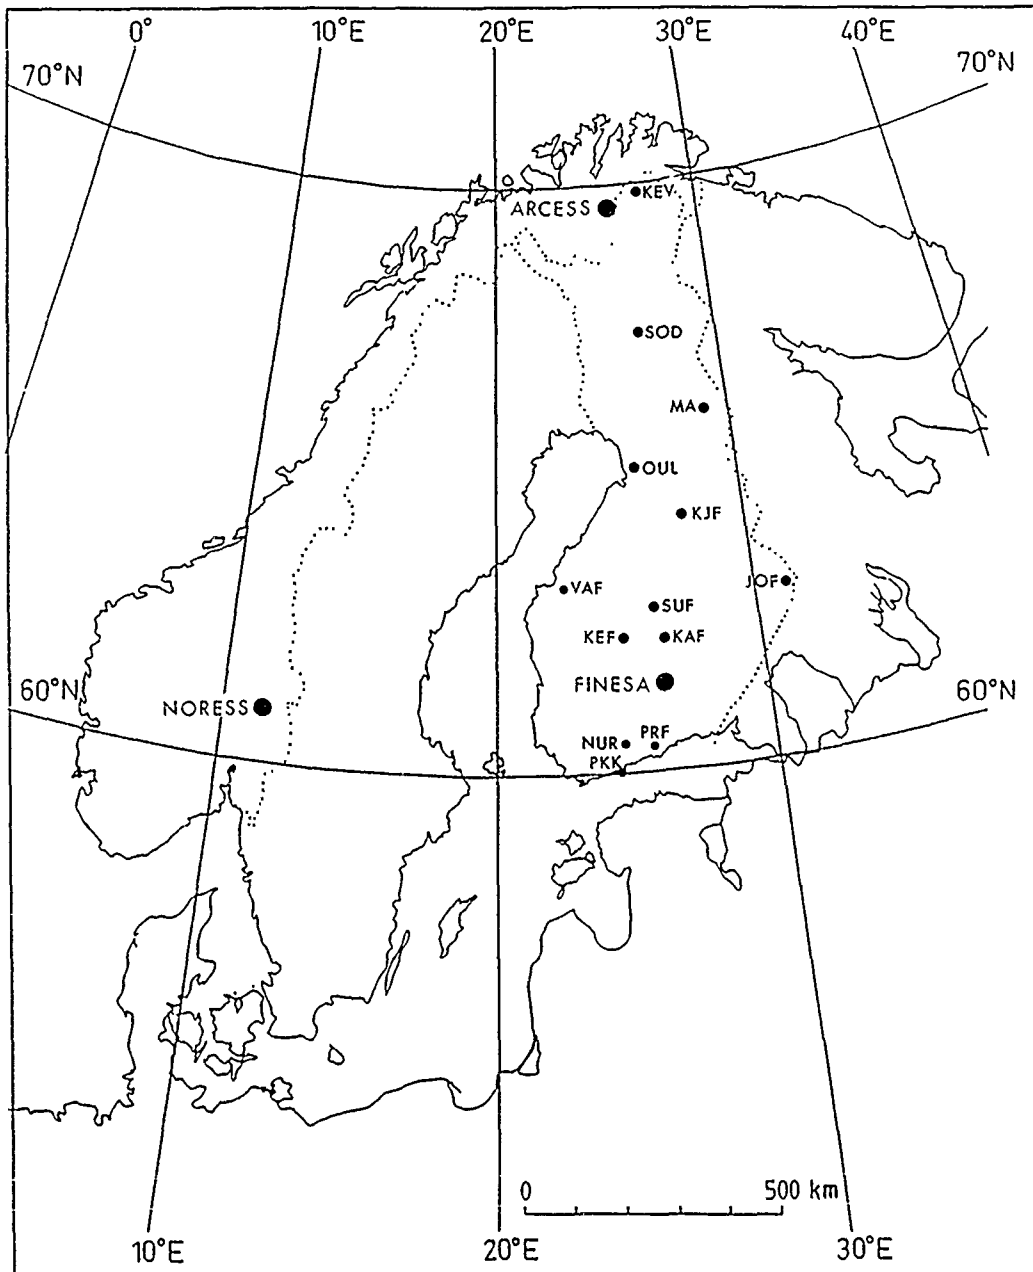 0° 10°E 20°E 30°E 40°E
70°N 70°N
KEV
ARCESS
SOD
MA
OUL
KJF
VAF JOF
SUF
KEF KAF
FINESA
60°N 60°N
NORESS
NUR PRF
PKK
0 500 km
10°E 20°E 30°E